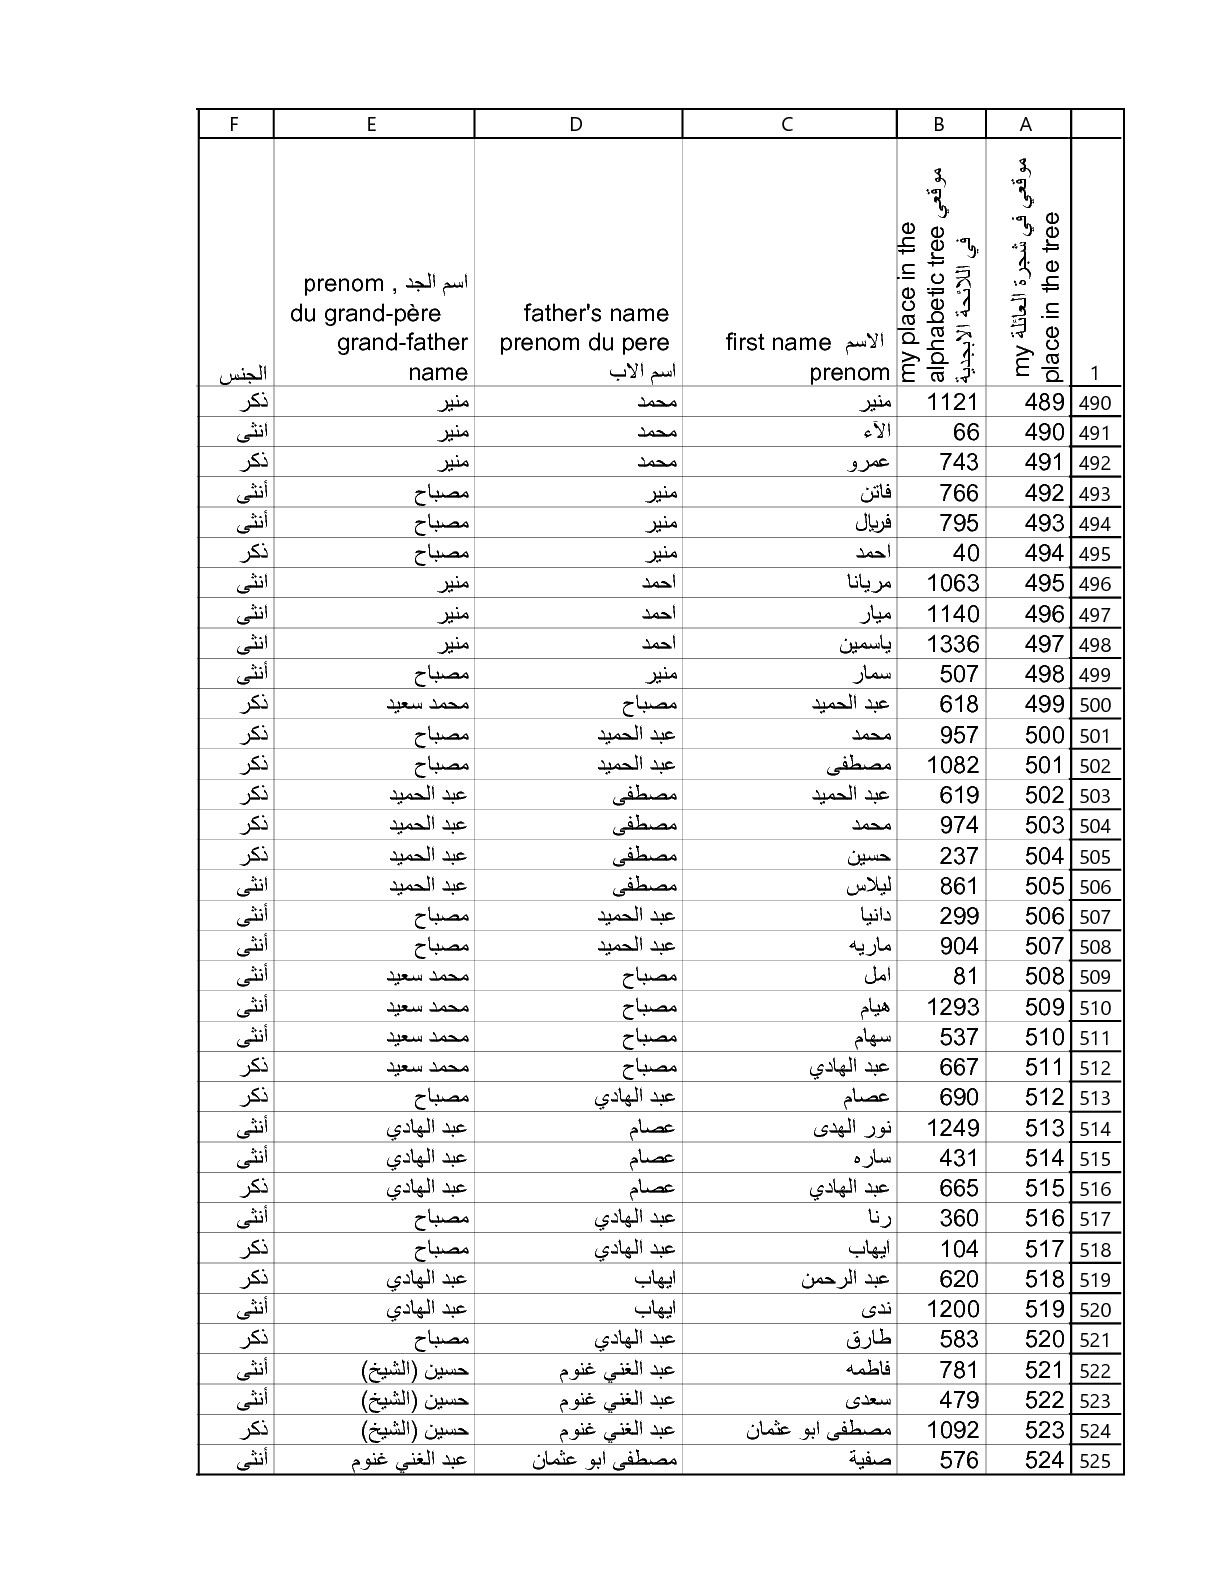 F E D C B A
الجنس
اسم الجد , prenom
du grand-père
grand-father
name
father's name
prenom du pere
اسم الاب
first name الاسم
prenom
my place in the
alphabetic tree موقعي
في اللائحة الابجدية
موقعي في شجرة العائلة my
place in the tree
1
490 489 1121 منير محمد منير ذكر
491 490 66 الآء محمد منير انثى
492 491 743 عمرو محمد منير ذكر
493 492 766 فاتن منير مصباح أنثى
494 493 795 فريال منير مصباح أنثى
495 494 40 احمد منير مصباح ذكر
496 495 1063 مريانا احمد منير انثى
497 496 1140 ميار احمد منير انثى
498 497 1336 ياسمين احمد منير انثى
499 498 507 سمار منير مصباح أنثى
500 499 618 عبد الحميد مصباح محمد سعيد ذكر
501 500 957 محمد عبد الحميد مصباح ذكر
502 501 1082 مصطفى عبد الحميد مصباح ذكر
503 502 619 عبد الحميد مصطفى عبد الحميد ذكر
504 503 974 محمد مصطفى عبد الحميد ذكر
505 504 237 حسين مصطفى عبد الحميد ذكر
506 505 861 ليلاس مصطفى عبد الحميد انثى
507 506 299 دانيا عبد الحميد مصباح أنثى
508 507 904 ماريه عبد الحميد مصباح أنثى
509 508 81 امل مصباح محمد سعيد أنثى
510 509 1293 هيام مصباح محمد سعيد أنثى
511 510 537 سهام مصباح محمد سعيد أنثى
512 511 667 عبد الهادي مصباح محمد سعيد ذكر
513 512 690 عصام عبد الهادي مصباح ذكر
514 513 1249 نور الهدى عصام عبد الهادي أنثى
515 514 431 ساره عصام عبد الهادي أنثى
516 515 665 عبد الهادي عصام عبد الهادي ذكر
517 516 360 رنا عبد الهادي مصباح أنثى
518 517 104 ايهاب عبد الهادي مصباح ذكر
519 518 620 عبد الرحمن ايهاب عبد الهادي ذكر
520 519 1200 ندى ايهاب عبد الهادي أنثى
521 520 583 طارق عبد الهادي مصباح ذكر
522 521 781 فاطمه عبد الغني غنوم حسين (الشيخ) أنثى
523 522 479 سعدى عبد الغني غنوم حسين (الشيخ) أنثى
524 523 1092 مصطفى ابو عثمان عبد الغني غنوم حسين (الشيخ) ذكر
525 524 576 صفية مصطفى ابو عثمان عبد الغني غنوم أنثى